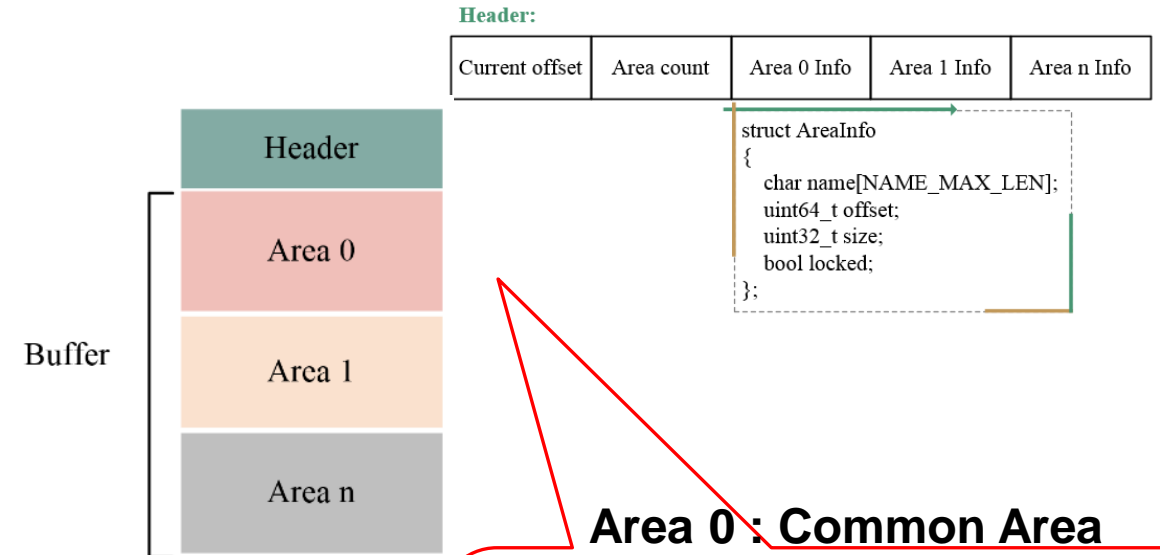 Header:
Current offset Area count Area 0 Info Area 1 Info Area n Info
struct AreaInfo
{
char name[NAME_MAX_LEN];
uint64_t offset;
uint32_t size;
bool locked;
};
Header
Area 0
Buffer
Area 1
Area n
Area 0 : Common Area